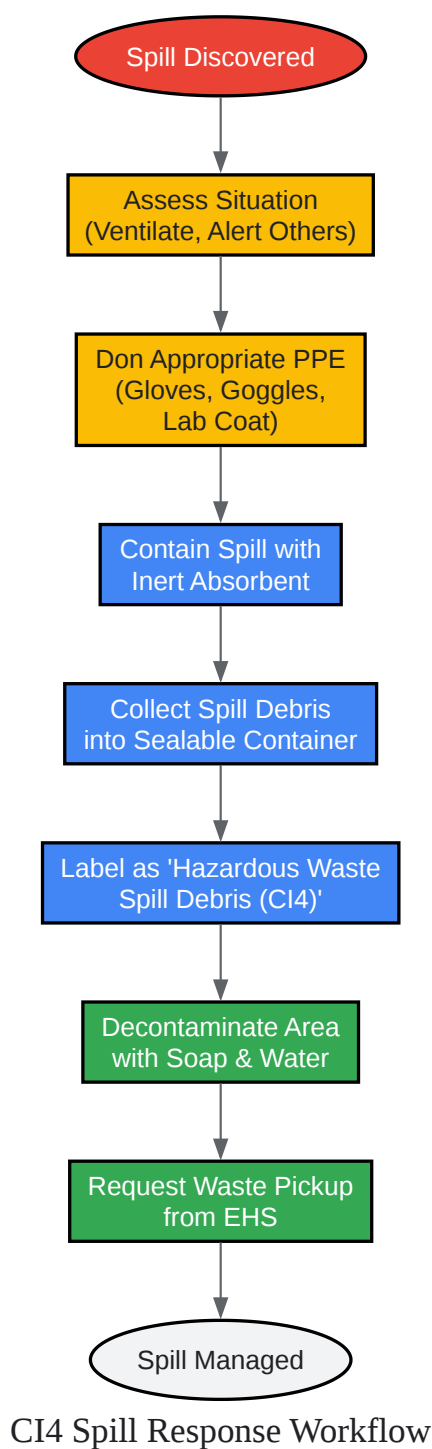 Spill Discovered
Assess Situation
(Ventilate, Alert Others)
Don Appropriate PPE
(Gloves, Goggles,
Lab Coat)
Contain Spill with
Inert Absorbent
Collect Spill Debris
into Sealable Container
Label as 'Hazardous Waste
Spill Debris (CI4)'
Decontaminate Area
with Soap & Water
Request Waste Pickup
from EHS
Spill Managed
CI4 Spill Response Workflow